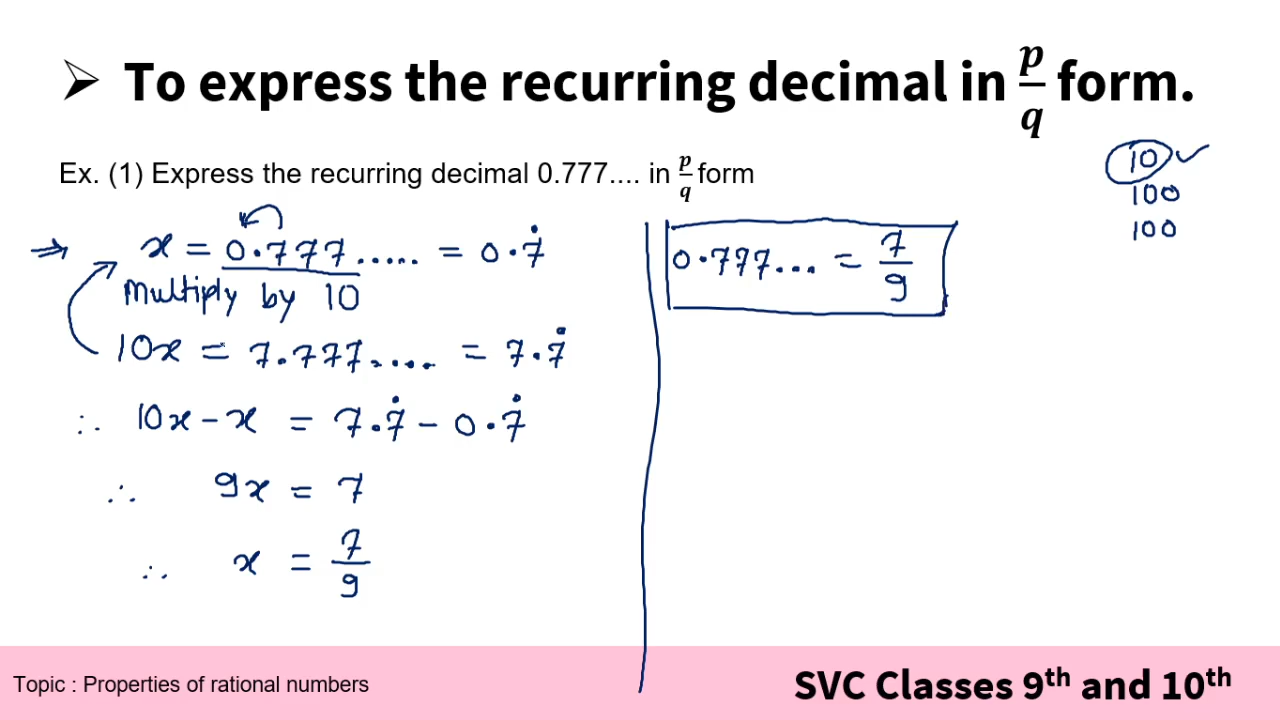 ➤ To express the recurring decimal in p/q form.
Ex. (1) Express the recurring decimal 0.777.... in p/q form
10 ✓
100
100
⇒ x = 0.777..... = 0.7̇
Multiply by 10
10x = 7.777.... = 7.7̇
∴ 10x - x = 7.7̇ - 0.7̇
∴ 9x = 7
∴ x = 7/9
0.777... = 7/9
Topic : Properties of rational numbers
SVC Classes 9th and 10th